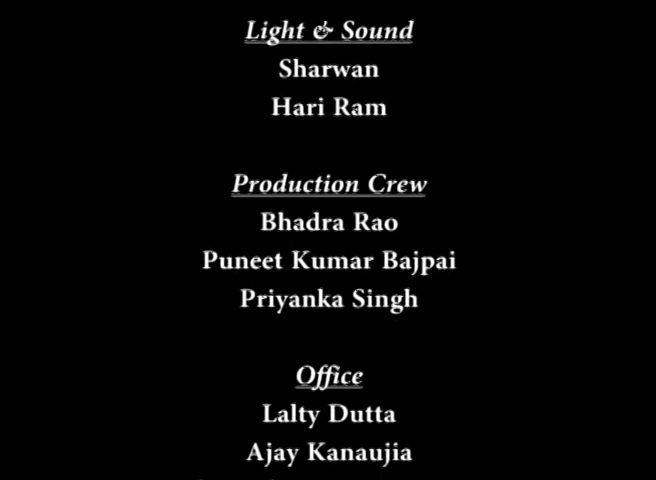 Light & Sound
Sharwan
Hari Ram
Production Crew
Bhadra Rao
Puneet Kumar Bajpai
Priyanka Singh
Office
Lalty Dutta
Ajay Kanaujia